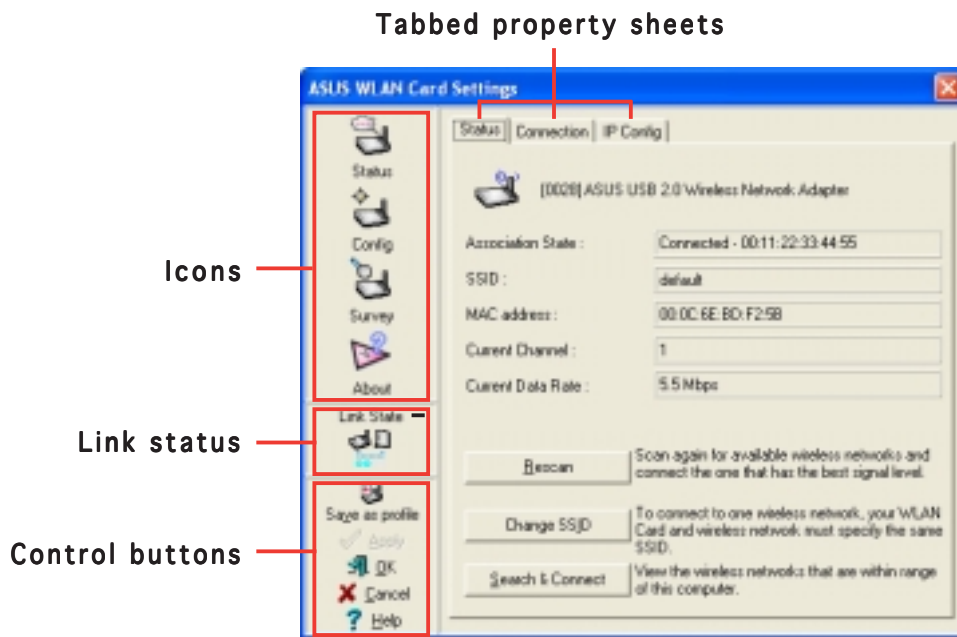 Tabbed property sheets
ASUS WLAN Card Settings
Status Connection IP Config
Status
Config
Survey
About
Icons
[0028] ASUS USB 2.0 Wireless Network Adapter
Association State : Connected - 00:11:22:33:44:55
SSID : default
MAC address : 00:0C:6E:BD:F2:5B
Current Channel : 1
Current Data Rate : 5.5 Mbps
Link State
Link status
Rescan
Scan again for available wireless networks and
connect the one that has the best signal level.
Change SSID
To connect to one wireless network, your WLAN
Card and wireless network must specify the same
SSID.
Search & Connect
View the wireless networks that are within range
of this computer.
Control buttons
Save as profile
Apply
OK
Cancel
Help